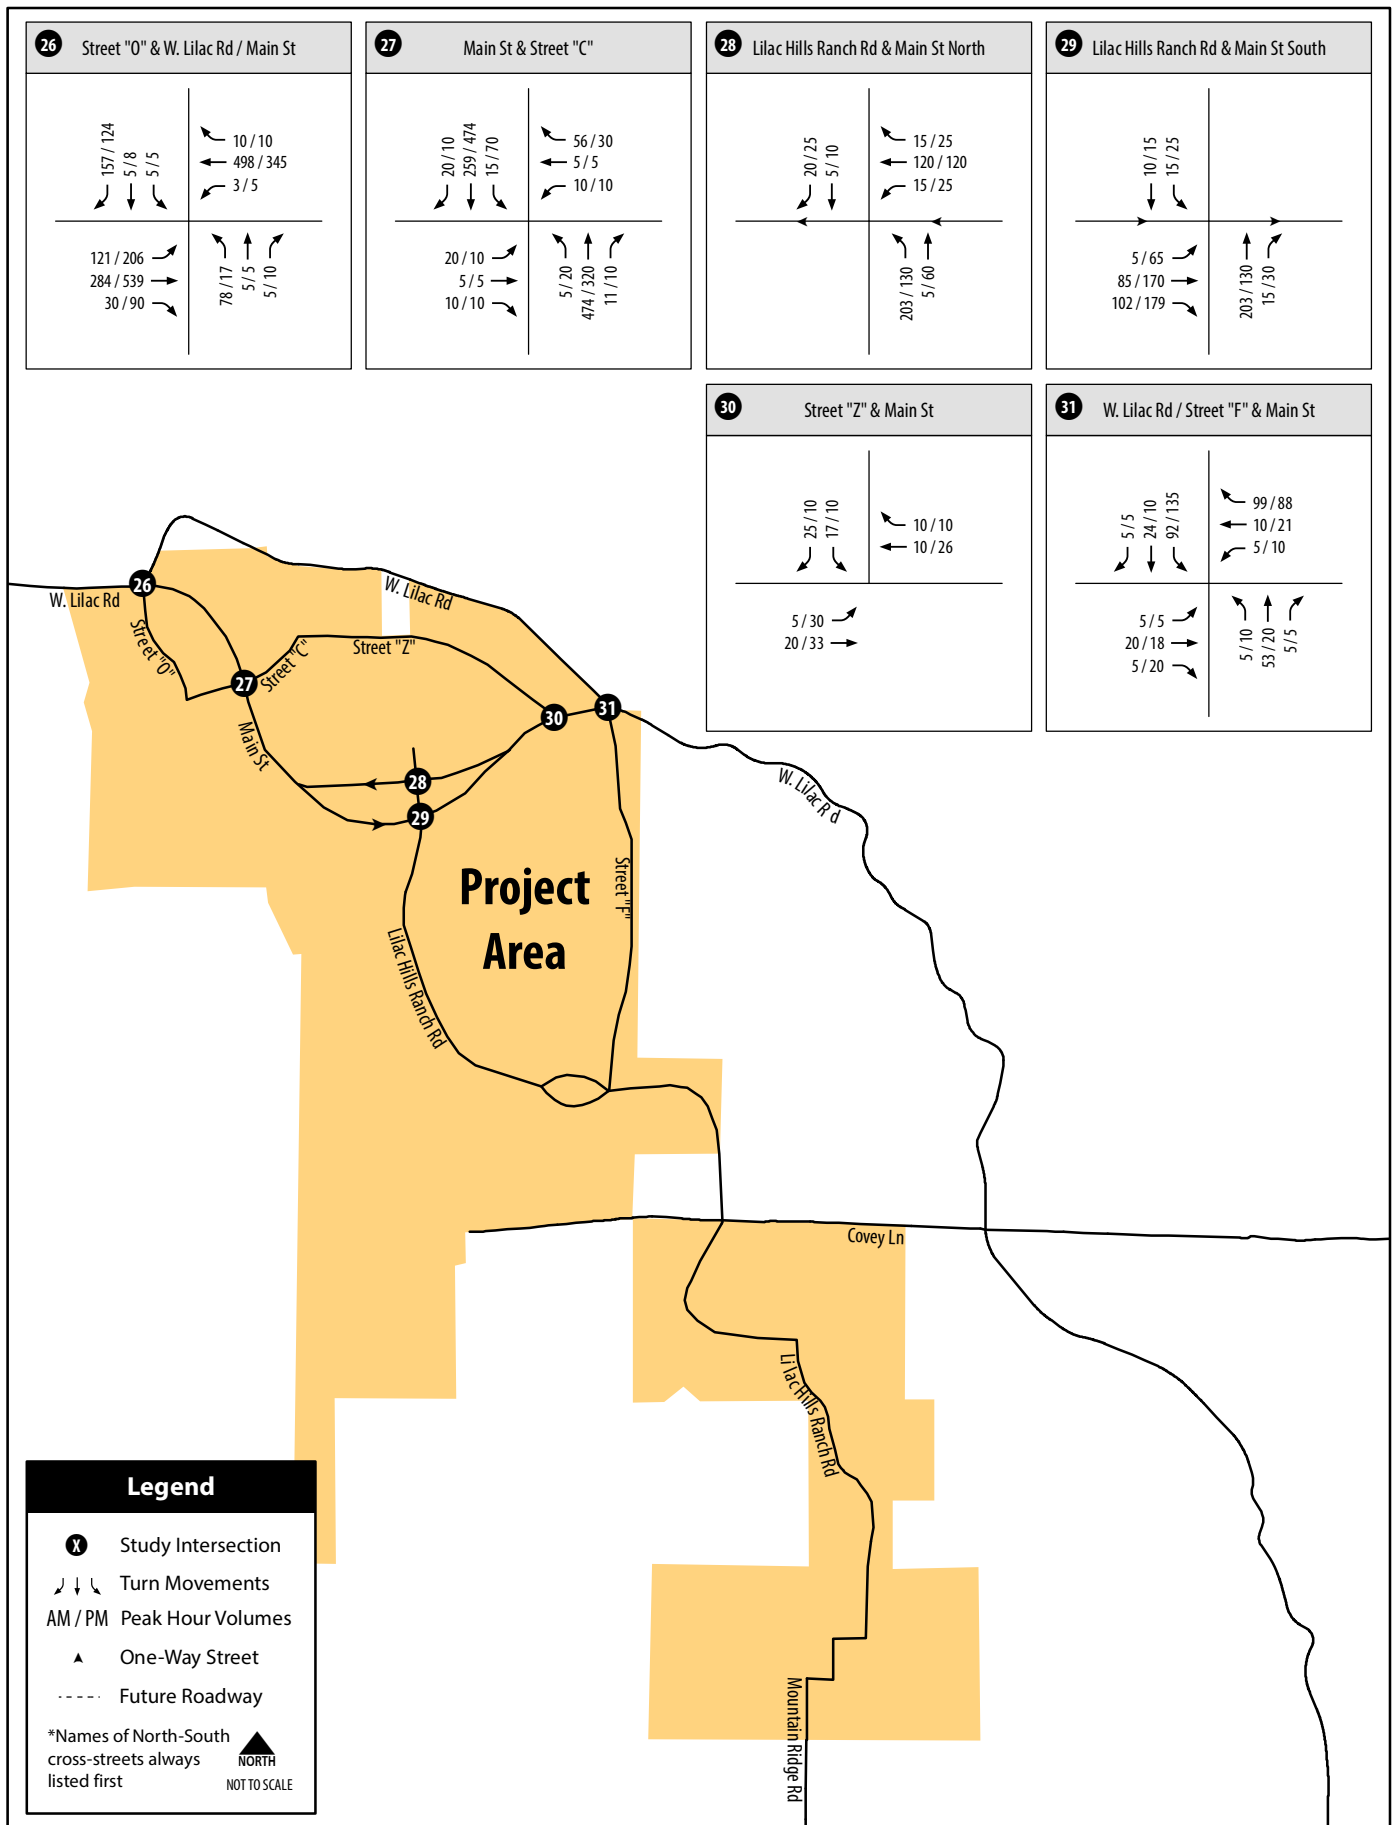 26 Street "O" & W. Lilac Rd / Main St
157 / 124
5 / 8
5 / 5
10 / 10
498 / 345
3 / 5
121 / 206
284 / 539
30 / 90
78 / 17
5 / 5
5 / 10
27 Main St & Street "C"
20 / 10
259 / 474
15 / 70
56 / 30
5 / 5
10 / 10
20 / 10
5 / 5
10 / 10
5 / 20
474 / 320
11 / 10
28 Lilac Hills Ranch Rd & Main St North
20 / 25
5 / 10
15 / 25
120 / 120
15 / 25
203 / 130
5 / 60
29 Lilac Hills Ranch Rd & Main St South
10 / 15
15 / 25
5 / 65
85 / 170
102 / 179
203 / 130
15 / 30
30 Street "Z" & Main St
25 / 10
17 / 10
10 / 10
10 / 26
5 / 30
20 / 33
31 W. Lilac Rd / Street "F" & Main St
5 / 5
24 / 10
92 / 135
99 / 88
10 / 21
5 / 10
5 / 5
20 / 18
5 / 20
5 / 10
53 / 20
5 / 5
26
W. Lilac Rd
W. Lilac Rd
Street "O"
Street "C"
Street "Z"
27
30
31
Main St
28
29
W. Lilac R d
Project
Area
Street "F"
Lilac Hills Ranch Rd
Covey Ln
Li lac Hills Ranch Rd
Mountain Ridge Rd
Legend
X Study Intersection
Turn Movements
AM / PM Peak Hour Volumes
One-Way Street
Future Roadway
*Names of North-South
cross-streets always
listed first
NORTH
NOT TO SCALE